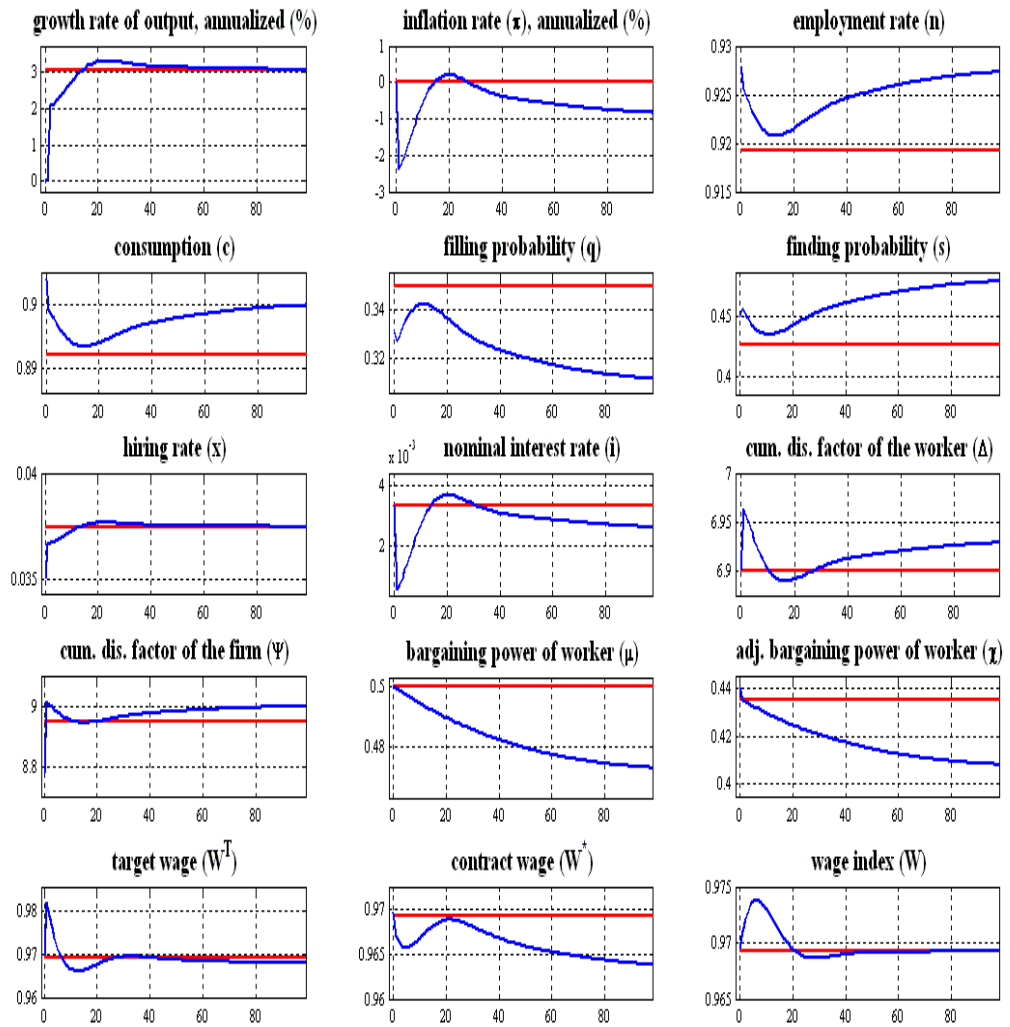 growth rate of output, annualized (%)
inflation rate (π), annualized (%)
employment rate (n)
3
2
1
0
0 20 40 60 80
1
0
-1
-2
-3
0 20 40 60 80
0.93
0.925
0.92
0.915
0 20 40 60 80
consumption (c)
filling probability (q)
finding probability (s)
0.9
0.89
0 20 40 60 80
0.34
0.32
0 20 40 60 80
0.45
0.4
0 20 40 60 80
hiring rate (x)
nominal interest rate (i)
cum. dis. factor of the worker (Δ)
0.04
0.035
0 20 40 60 80
x 10⁻³
4
2
0 20 40 60 80
7
6.95
6.9
0 20 40 60 80
cum. dis. factor of the firm (Ψ)
bargaining power of worker (μ)
adj. bargaining power of worker (χ)
9
8.8
0 20 40 60 80
0.5
0.48
0 20 40 60 80
0.44
0.42
0.4
0 20 40 60 80
target wage (Wᵀ)
contract wage (W*)
wage index (W)
0.98
0.97
0.96
0 20 40 60 80
0.97
0.965
0.96
0 20 40 60 80
0.975
0.97
0.965
0 20 40 60 80